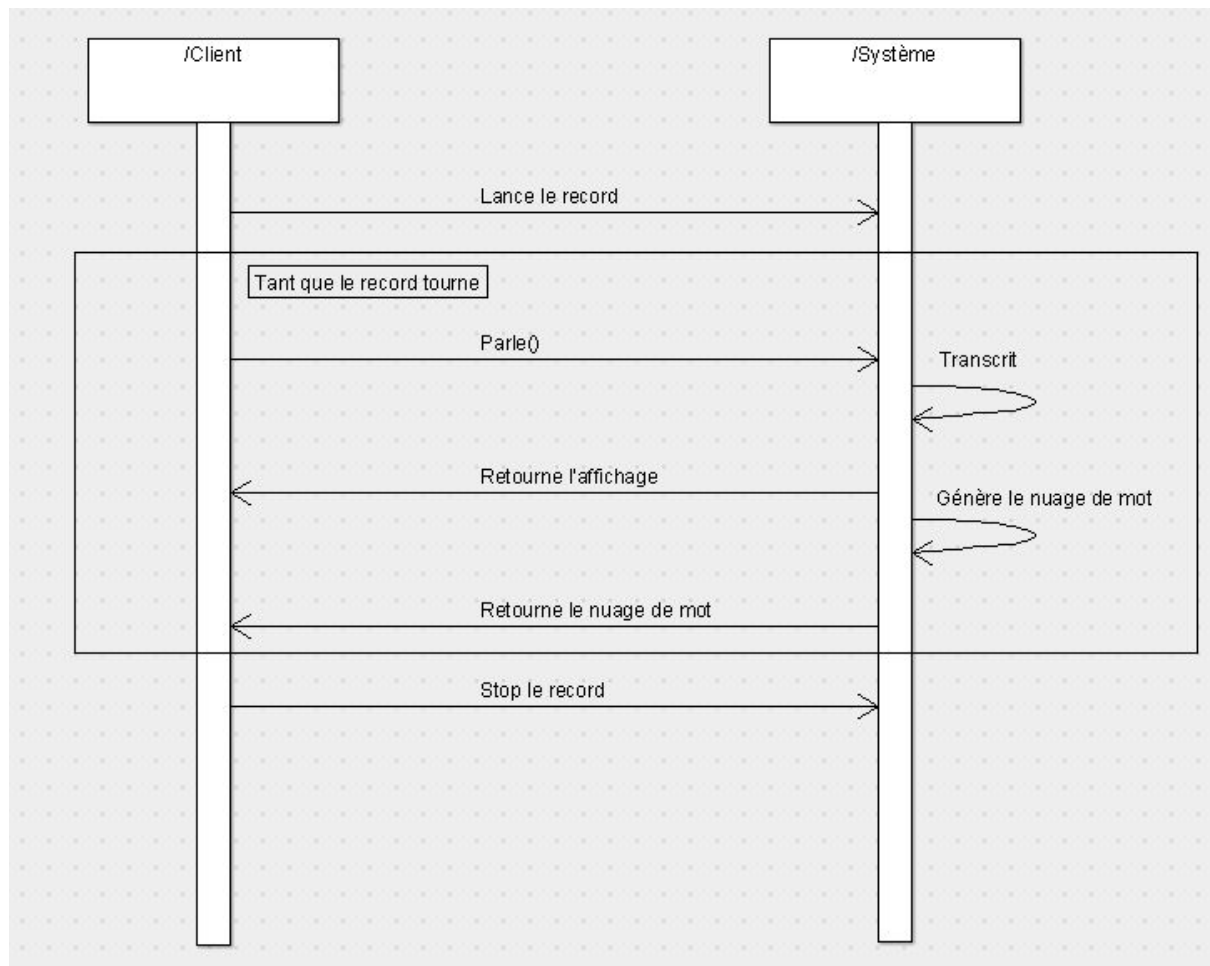 /Client
/Système
Lance le record
Tant que le record tourne
Parle()
Transcrit
Retourne l'affichage
Génère le nuage de mot
Retourne le nuage de mot
Stop le record